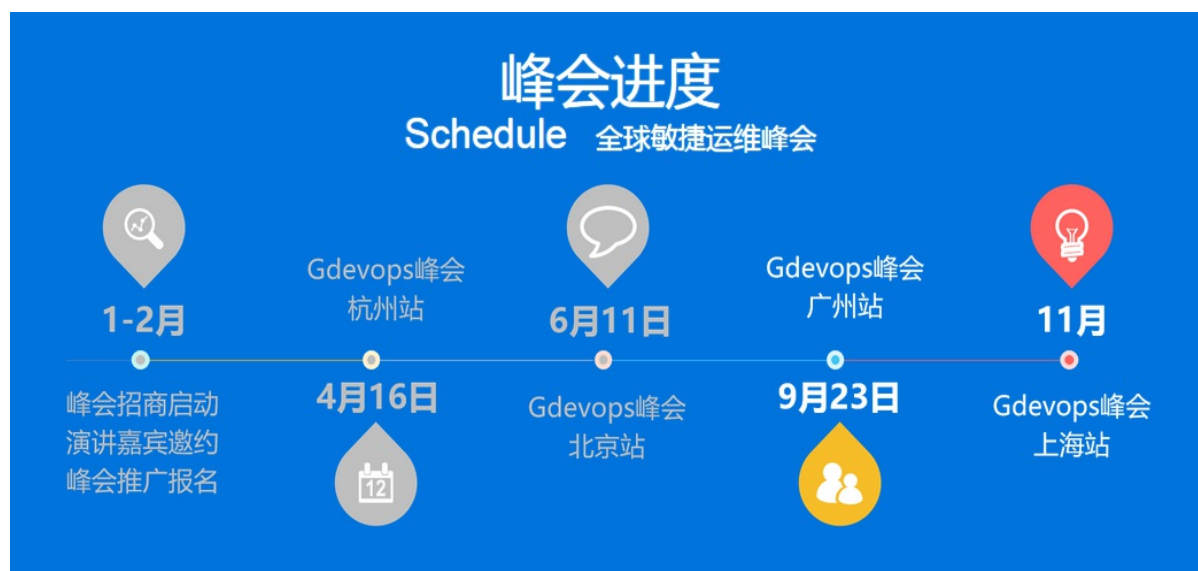 峰会进度
Schedule 全球敏捷运维峰会
1-2月
峰会招商启动
演讲嘉宾邀约
峰会推广报名
Gdevops峰会
杭州站
4月16日
12
6月11日
Gdevops峰会
北京站
Gdevops峰会
广州站
9月23日
11月
Gdevops峰会
上海站